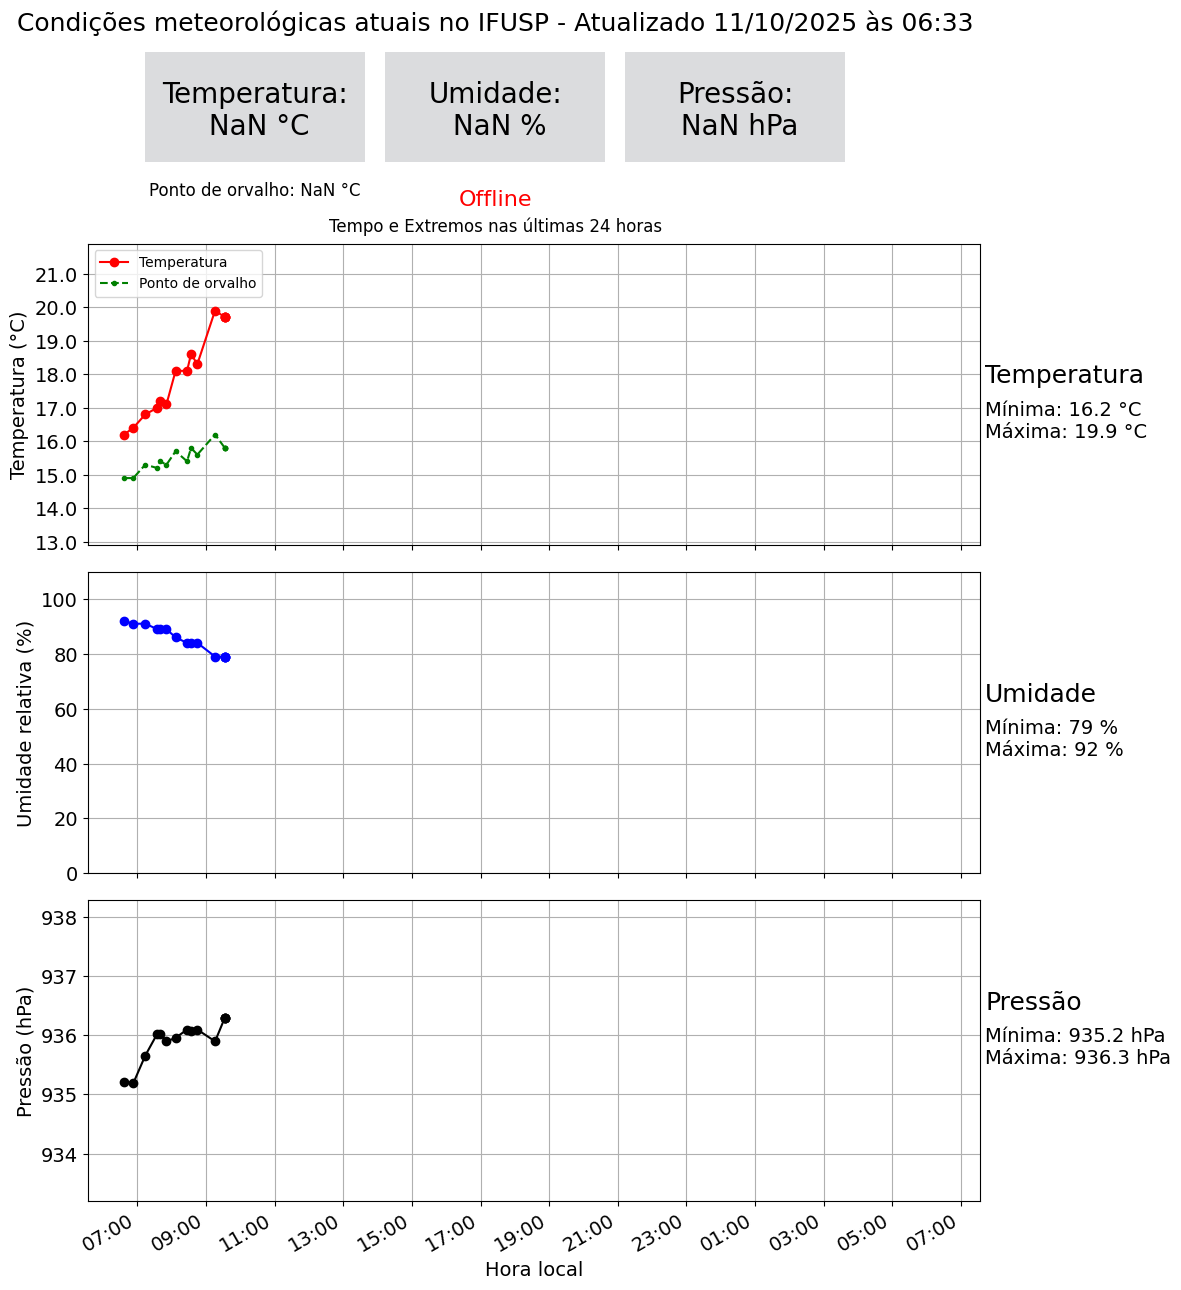 Condições meteorológicas atuais no IFUSP - Atualizado 11/10/2025 às 06:33
Temperatura:
NaN °C
Umidade:
NaN %
Pressão:
NaN hPa
Ponto de orvalho: NaN °C
Offline
Tempo e Extremos nas últimas 24 horas
Temperatura
Ponto de orvalho
Temperatura (°C)
21.0
20.0
19.0
18.0
17.0
16.0
15.0
14.0
13.0
Temperatura
Mínima: 16.2 °C
Máxima: 19.9 °C
Umidade relativa (%)
100
80
60
40
20
0
Umidade
Mínima: 79 %
Máxima: 92 %
Pressão (hPa)
938
937
936
935
934
Pressão
Mínima: 935.2 hPa
Máxima: 936.3 hPa
07:00 09:00 11:00 13:00 15:00 17:00 19:00 21:00 23:00 01:00 03:00 05:00 07:00
Hora local